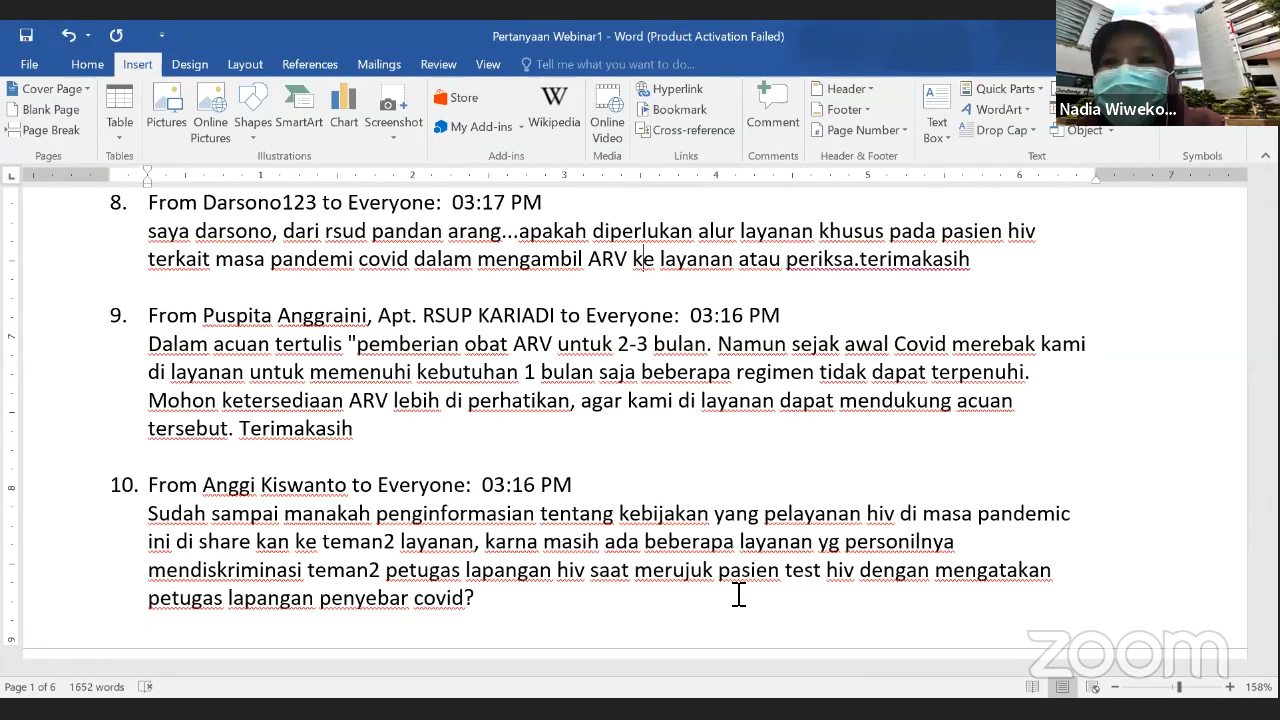 Pertanyaan Webinar1 - Word (Product Activation Failed)
File Home Insert Design Layout References Mailings Review View Tell me what you want to do...
Cover Page
Blank Page
Page Break
Pages
Table
Tables
Pictures
Online Pictures
Shapes
SmartArt
Chart
Screenshot
Illustrations
Store
My Add-ins
W
Wikipedia
Add-ins
Online Video
Media
Hyperlink
Bookmark
Cross-reference
Links
Comment
Comments
Header
Footer
Page Number
Header & Footer
Text Box
Quick Parts
WordArt
Drop Cap
Object
Text
Symbols
Nadia Wiweko...
L
1 2 3 4 5 6 7
8. From Darsono123 to Everyone: 03:17 PM
saya darsono, dari rsud pandan arang...apakah diperlukan alur layanan khusus pada pasien hiv
terkait masa pandemi covid dalam mengambil ARV ke layanan atau periksa.terimakasih
9. From Puspita Anggraini, Apt. RSUP KARIADI to Everyone: 03:16 PM
Dalam acuan tertulis "pemberian obat ARV untuk 2-3 bulan. Namun sejak awal Covid merebak kami
di layanan untuk memenuhi kebutuhan 1 bulan saja beberapa regimen tidak dapat terpenuhi.
Mohon ketersediaan ARV lebih di perhatikan, agar kami di layanan dapat mendukung acuan
tersebut. Terimakasih
10. From Anggi Kiswanto to Everyone: 03:16 PM
Sudah sampai manakah penginformasian tentang kebijakan yang pelayanan hiv di masa pandemic
ini di share kan ke teman2 layanan, karna masih ada beberapa layanan yg personilnya
mendiskriminasi teman2 petugas lapangan hiv saat merujuk pasien test hiv dengan mengatakan
petugas lapangan penyebar covid?
7
8
9
zoom
Page 1 of 6 1652 words
158%